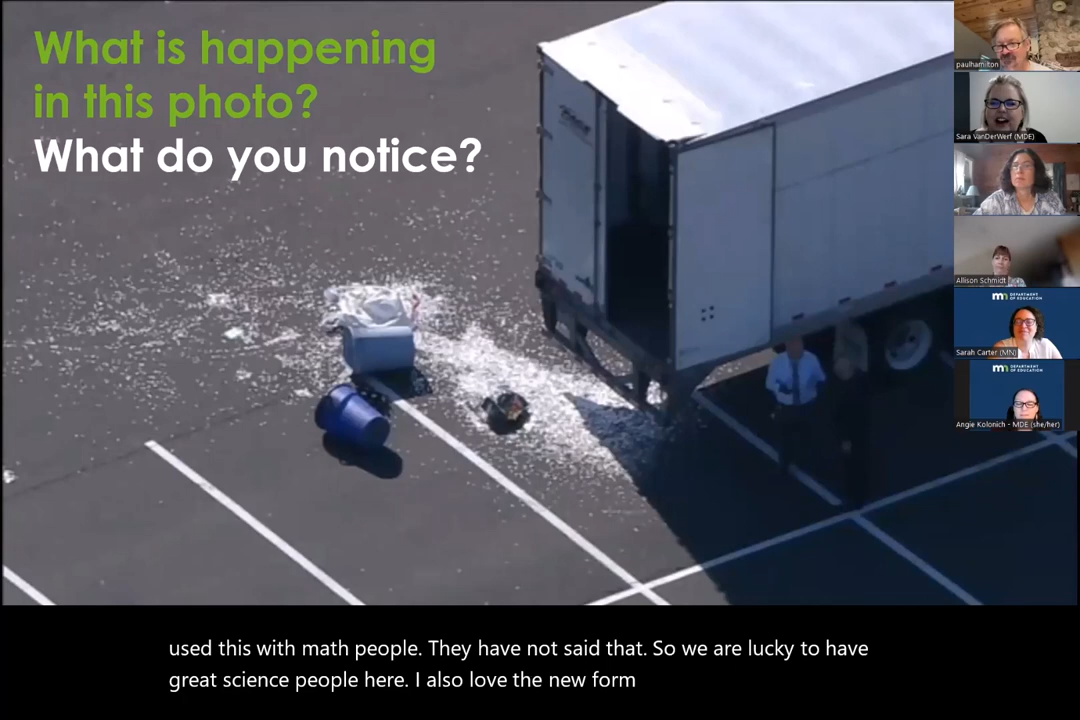 What is happening
in this photo?
What do you notice?
paulhamilton
Sara VanDerWerf (MDE)
Allison Schmidt
mn DEPARTMENT
OF EDUCATION
Sarah Carter (MN)
mn DEPARTMENT
OF EDUCATION
Angie Kolonich - MDE (she/her)
used this with math people. They have not said that. So we are lucky to have
great science people here. I also love the new form